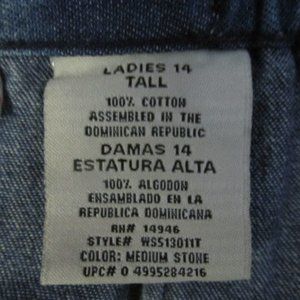 LADIES 14
TALL
100% COTTON
ASSEMBLED IN THE
DOMINICAN REPUBLIC
DAMAS 14
ESTATURA ALTA
100% ALGODON
ENSAMBLADO EN LA
REPUBLICA DOMINICANA
RN# 14946
STYLE# WS513011T
COLOR: MEDIUM STONE
UPC# 0 4995284216